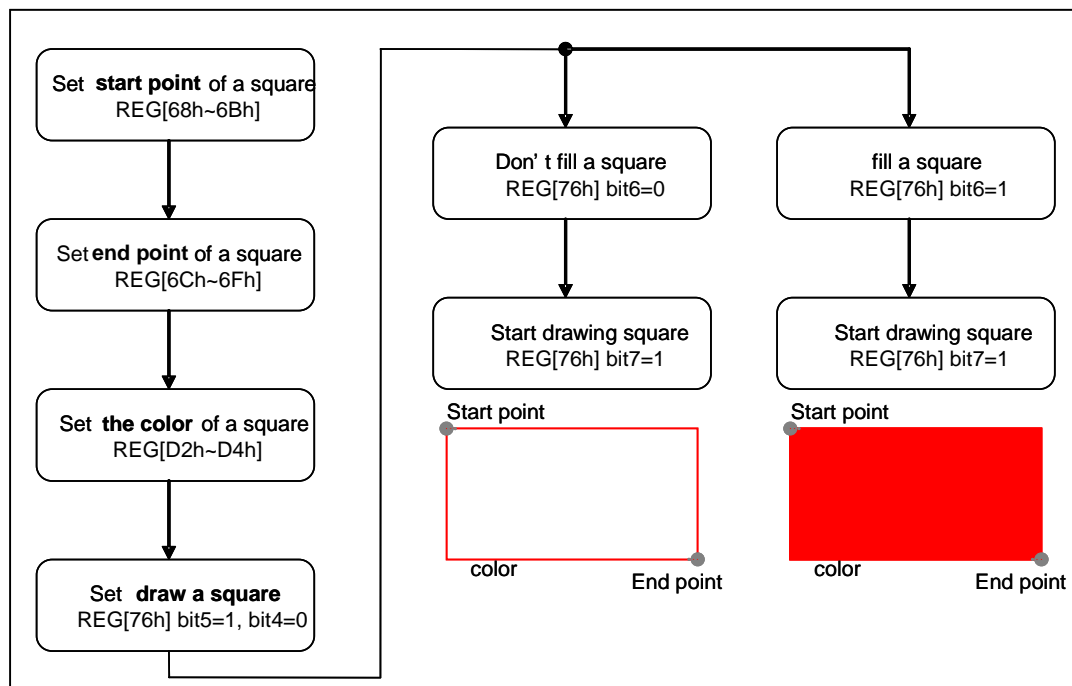 Set start point of a square
REG[68h~6Bh]
Set end point of a square
REG[6Ch~6Fh]
Set the color of a square
REG[D2h~D4h]
Set draw a square
REG[76h] bit5=1, bit4=0
Don't fill a square
REG[76h] bit6=0
Start drawing square
REG[76h] bit7=1
Start point
color
End point
fill a square
REG[76h] bit6=1
Start drawing square
REG[76h] bit7=1
Start point
color
End point